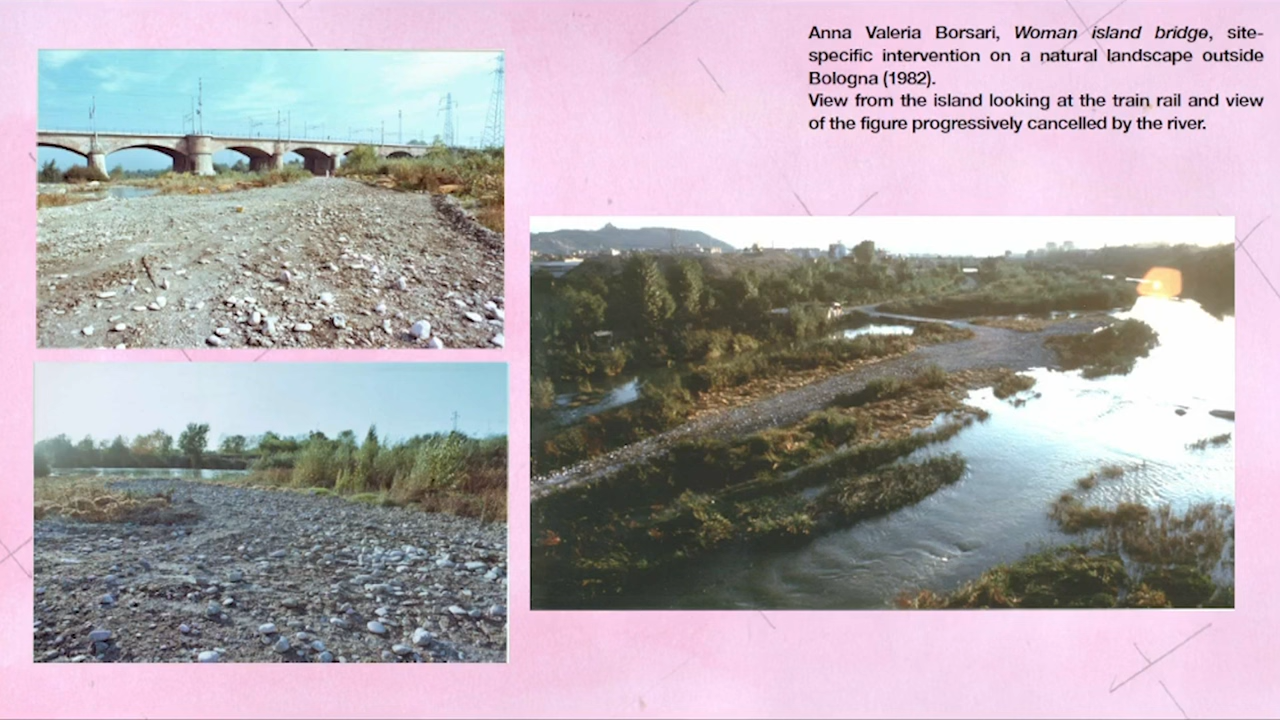 Anna Valeria Borsari, Woman island bridge, site-
specific intervention on a natural landscape outside
Bologna (1982).
View from the island looking at the train rail and view
of the figure progressively cancelled by the river.